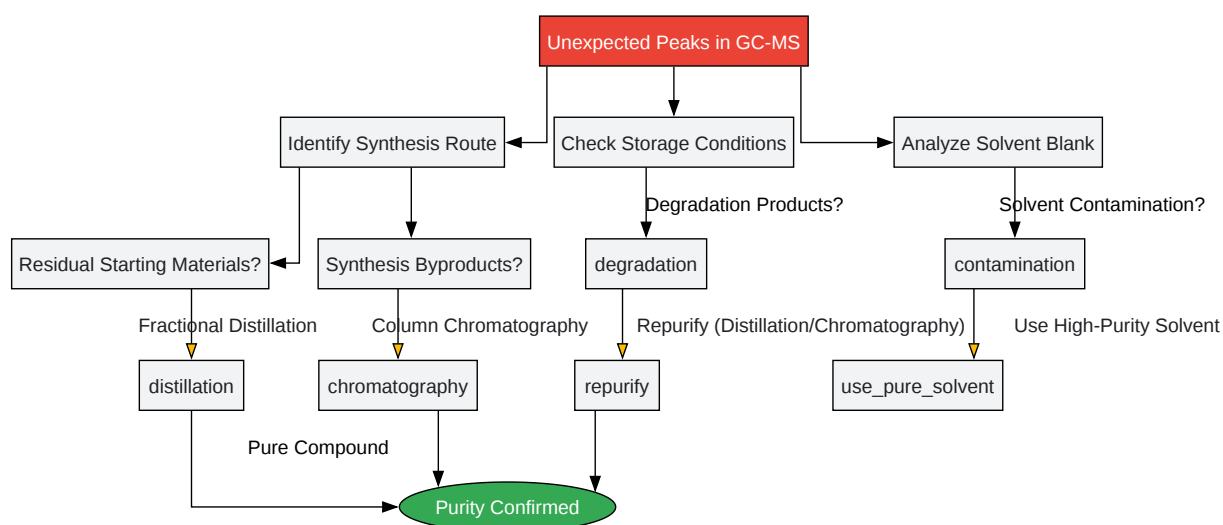 Unexpected Peaks in GC-MS
Identify Synthesis Route
Check Storage Conditions
Analyze Solvent Blank
Degradation Products?
Solvent Contamination?
Residual Starting Materials?
Synthesis Byproducts?
degradation
contamination
Fractional Distillation
Column Chromatography
Repurify (Distillation/Chromatography)
Use High-Purity Solvent
distillation
chromatography
repurify
use_pure_solvent
Pure Compound
Purity Confirmed